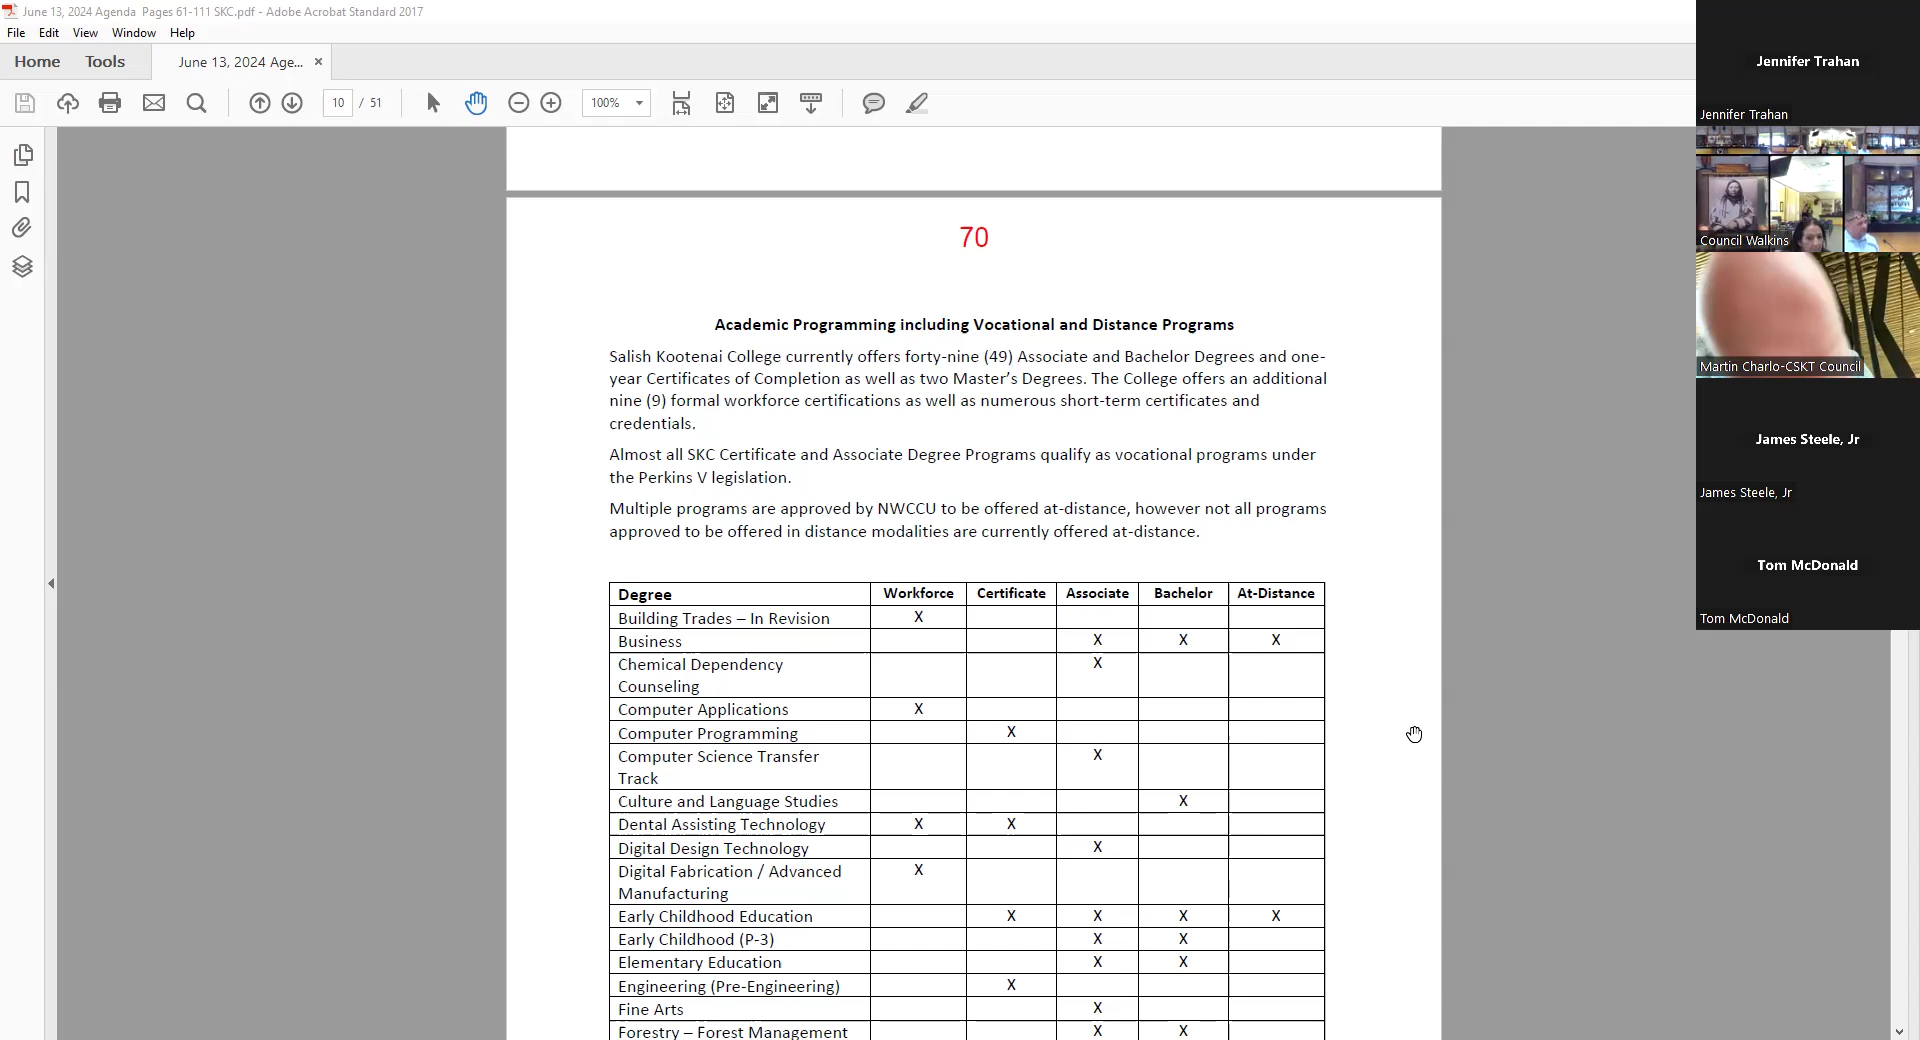 June 13, 2024 Agenda Pages 61-111 SKC.pdf - Adobe Acrobat Standard 2017
File Edit View Window Help
Home Tools June 13, 2024 Age... ×
10 / 51 100%
70
Academic Programming including Vocational and Distance Programs
Salish Kootenai College currently offers forty-nine (49) Associate and Bachelor Degrees and one-
year Certificates of Completion as well as two Master's Degrees. The College offers an additional
nine (9) formal workforce certifications as well as numerous short-term certificates and
credentials.
Almost all SKC Certificate and Associate Degree Programs qualify as vocational programs under
the Perkins V legislation.
Multiple programs are approved by NWCCU to be offered at-distance, however not all programs
approved to be offered in distance modalities are currently offered at-distance.
Degree Workforce Certificate Associate Bachelor At-Distance
Building Trades – In Revision X
Business X X X
Chemical Dependency X
Counseling
Computer Applications X
Computer Programming X
Computer Science Transfer X
Track
Culture and Language Studies X
Dental Assisting Technology X X
Digital Design Technology X
Digital Fabrication / Advanced X
Manufacturing
Early Childhood Education X X X X
Early Childhood (P-3) X X
Elementary Education X X
Engineering (Pre-Engineering) X
Fine Arts X
Forestry – Forest Management X X
Jennifer Trahan
Jennifer Trahan
Council Walkins
Martin Charlo-CSKT Council
James Steele, Jr
James Steele, Jr
Tom McDonald
Tom McDonald